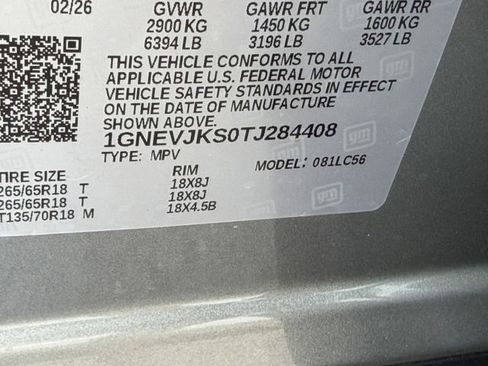 02/26 GVWR GAWR FRT GAWR RR
2900 KG 1450 KG 1600 KG
6394 LB 3196 LB 3527 LB
THIS VEHICLE CONFORMS TO ALL
APPLICABLE U.S. FEDERAL MOTOR
VEHICLE SAFETY STANDARDS IN EFFECT
ON THE DATE OF MANUFACTURE
SHOWN ABOVE.
1GNEVJKS0TJ284408
TYPE: MPV MODEL: 081LC56
TIRE SIZE RIM
265/65R18 T 18X8J
265/65R18 T 18X8J
T135/70R18 M 18X4.5B
gm
gm
gm